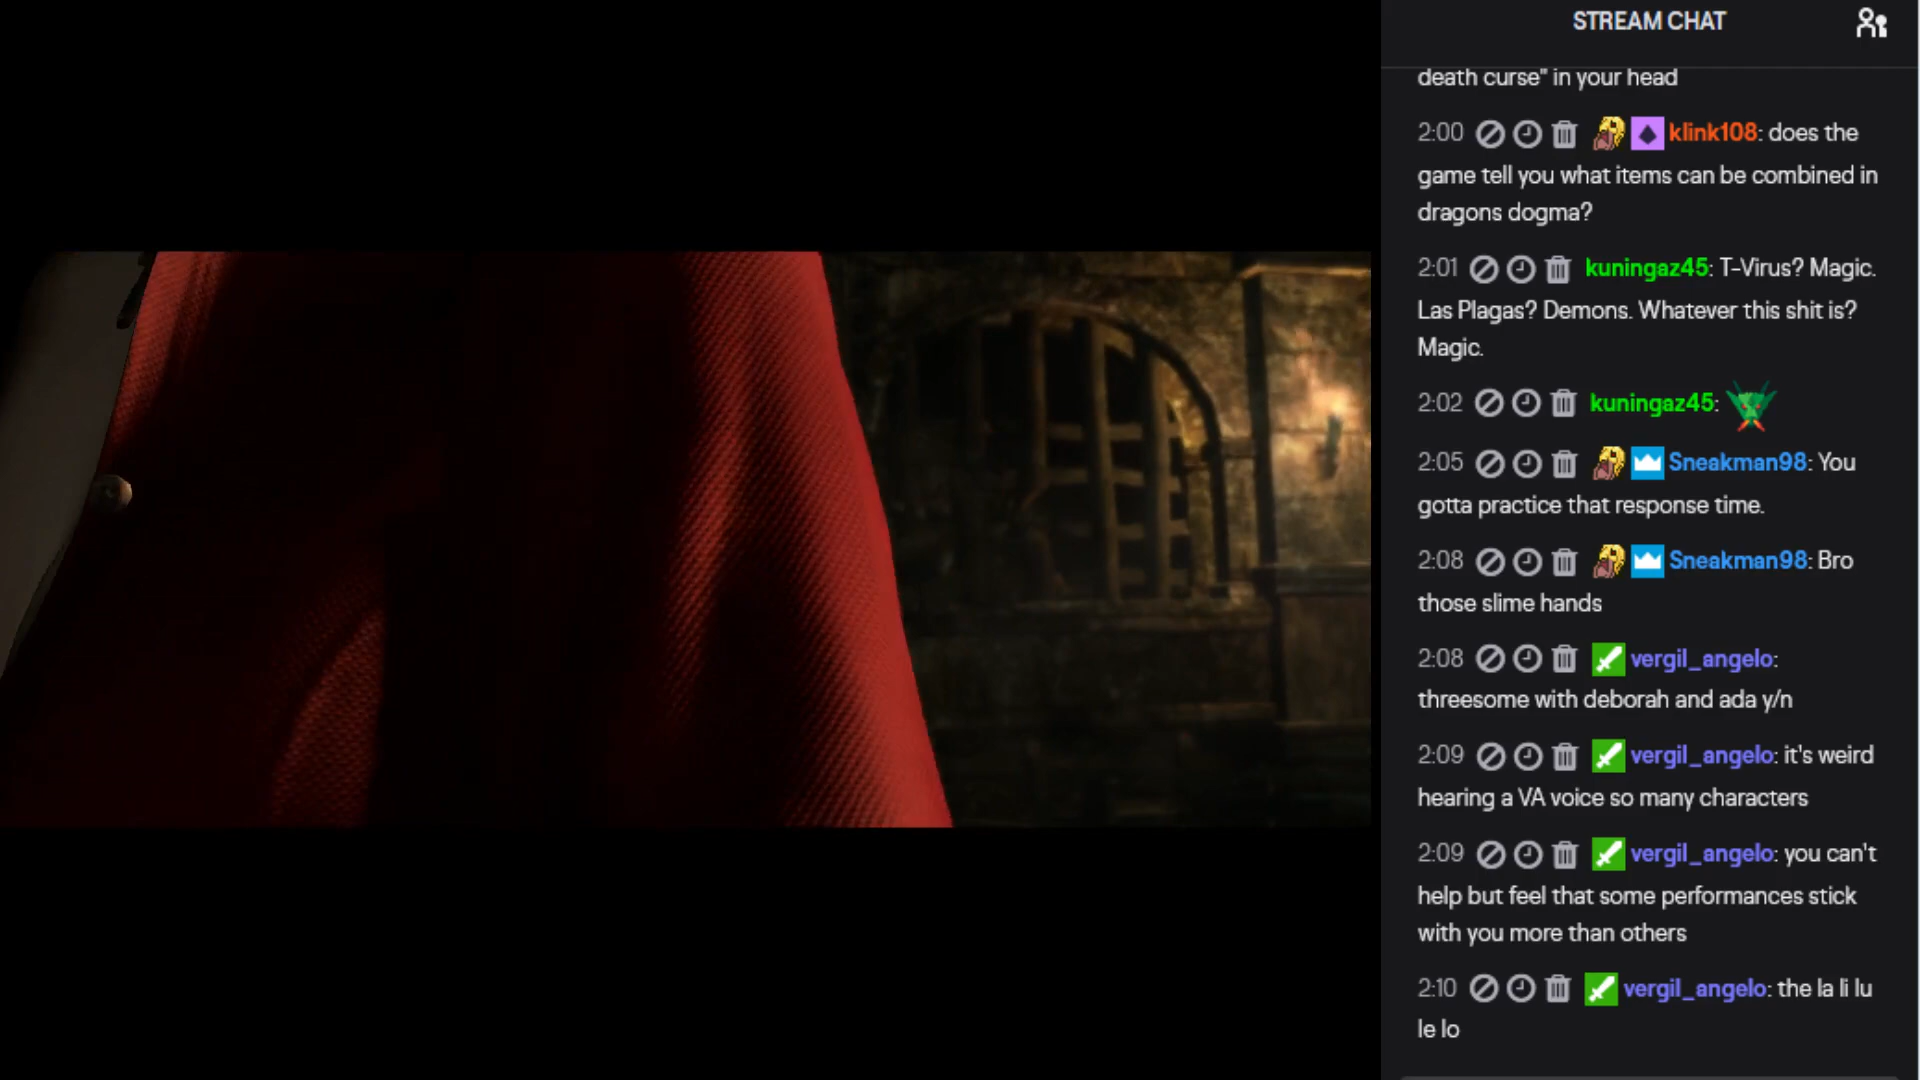 STREAM CHAT
death curse" in your head
2:00 klink108: does the
game tell you what items can be combined in
dragons dogma?
2:01 kuningaz45: T-Virus? Magic.
Las Plagas? Demons. Whatever this shit is?
Magic.
2:02 kuningaz45:
2:05 Sneakman98: You
gotta practice that response time.
2:08 Sneakman98: Bro
those slime hands
2:08 vergil_angelo:
threesome with deborah and ada y/n
2:09 vergil_angelo: it's weird
hearing a VA voice so many characters
2:09 vergil_angelo: you can't
help but feel that some performances stick
with you more than others
2:10 vergil_angelo: the la li lu
le lo